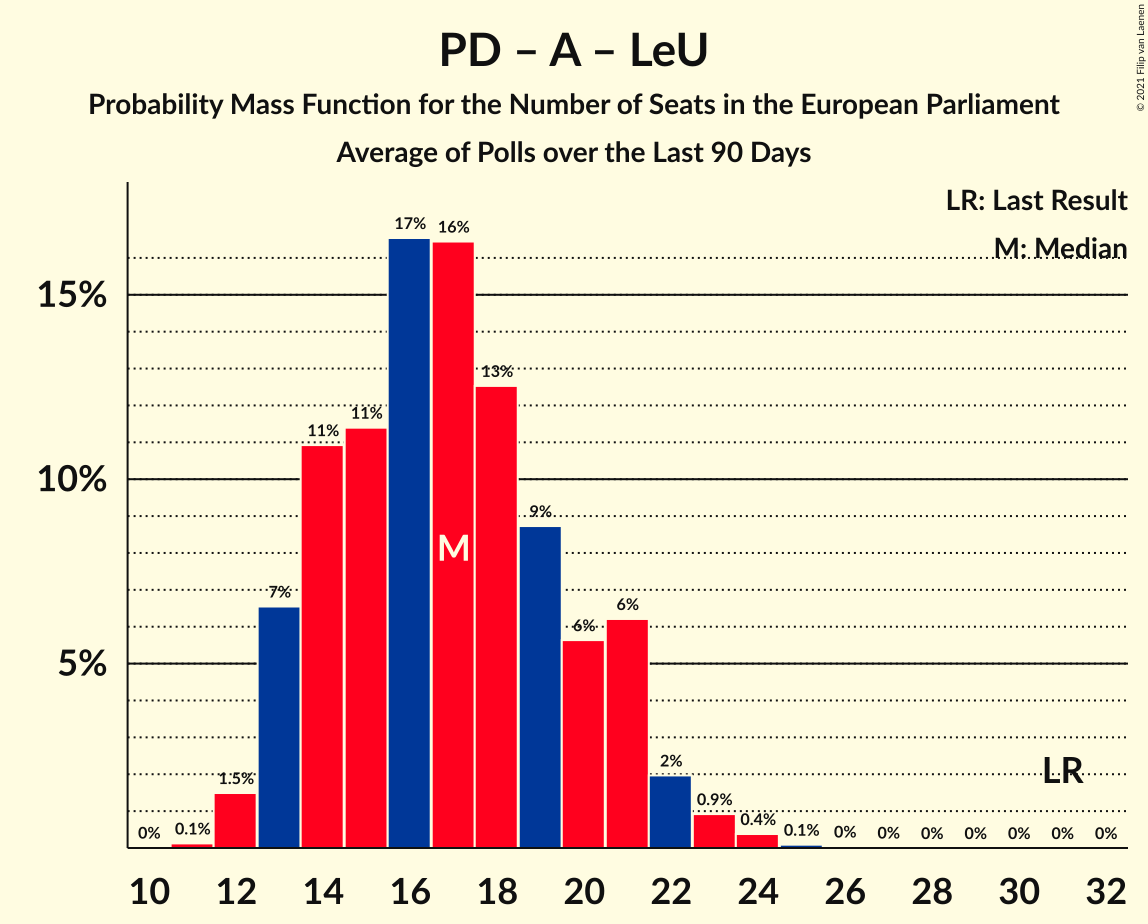 PD – A – LeU
Probability Mass Function for the Number of Seats in the European Parliament
Average of Polls over the Last 90 Days
© 2021 Filip van Laenen
LR: Last Result
M: Median
15%
10%
5%
0%
0.1%
1.5%
7%
11%
11%
17%
16%
13%
9%
6%
6%
2%
0.9%
0.4%
0.1%
0%
0%
0%
0%
0%
0%
0%
M
LR
10 12 14 16 18 20 22 24 26 28 30 32